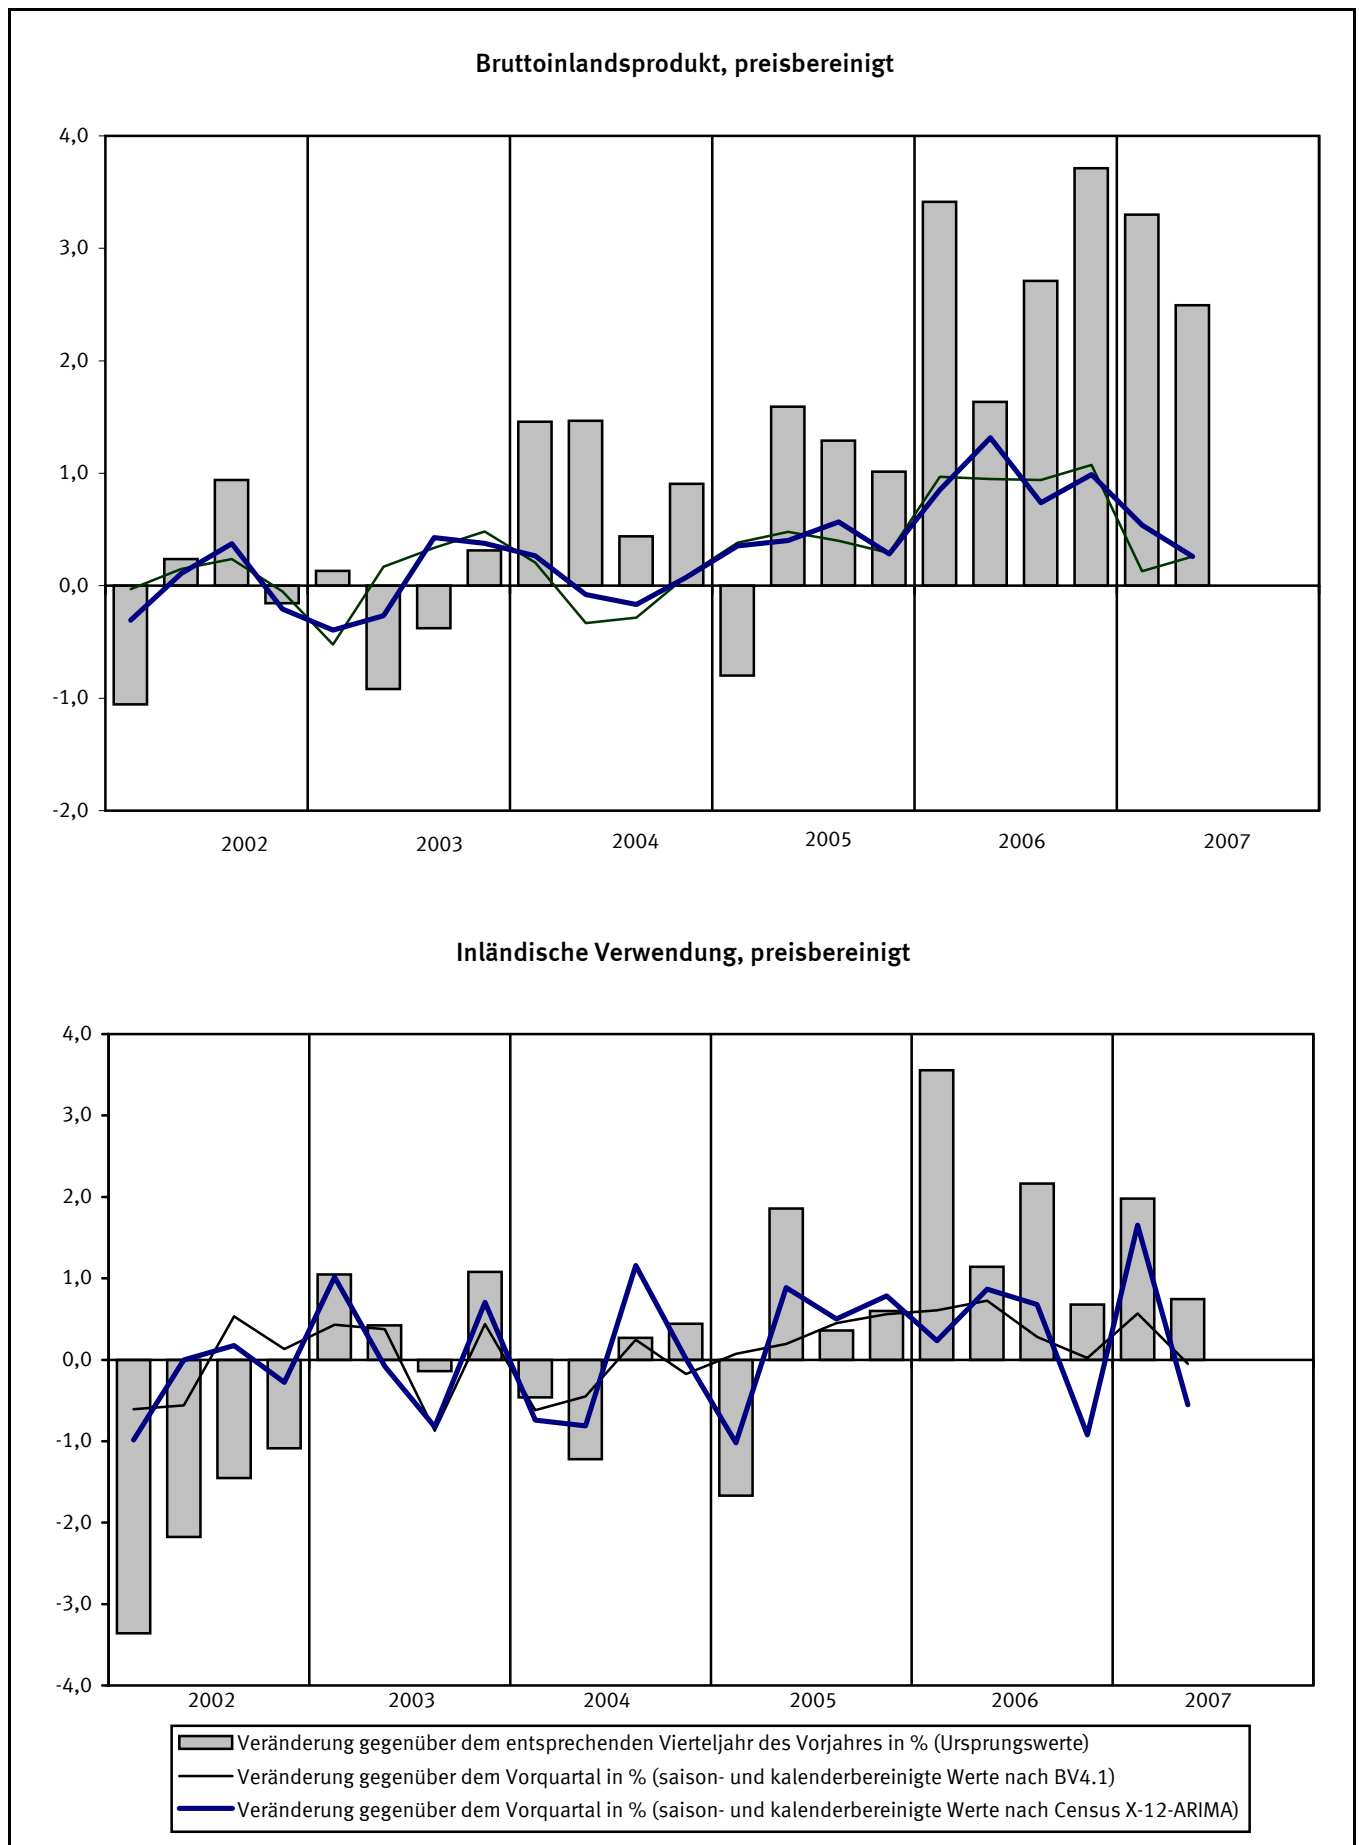 Bruttoinlandsprodukt, preisbereinigt
4,0
3,0
2,0
1,0
0,0
-1,0
-2,0
2002 2003 2004 2005 2006 2007
Inländische Verwendung, preisbereinigt
4,0
3,0
2,0
1,0
0,0
-1,0
-2,0
-3,0
-4,0
2002 2003 2004 2005 2006 2007
Veränderung gegenüber dem entsprechenden Vierteljahr des Vorjahres in % (Ursprungswerte)
Veränderung gegenüber dem Vorquartal in % (saison- und kalenderbereinigte Werte nach BV4.1)
Veränderung gegenüber dem Vorquartal in % (saison- und kalenderbereinigte Werte nach Census X-12-ARIMA)